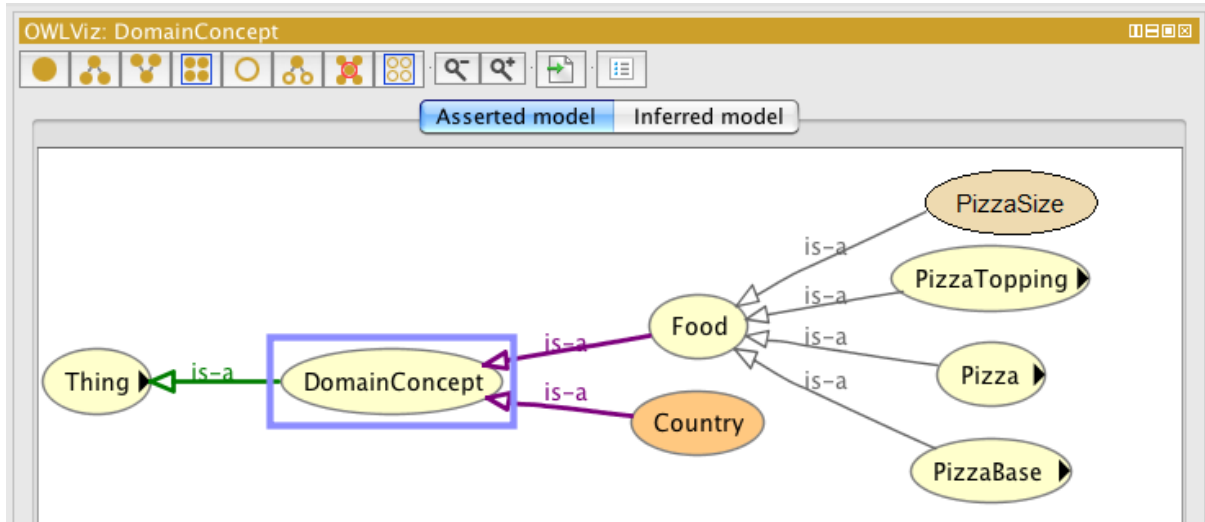 OWLViz: DomainConcept
Asserted model Inferred model
PizzaSize
is-a
PizzaTopping
is-a
Food
is-a
is-a
Pizza
is-a
Thing
is-a
DomainConcept
is-a
Country
PizzaBase